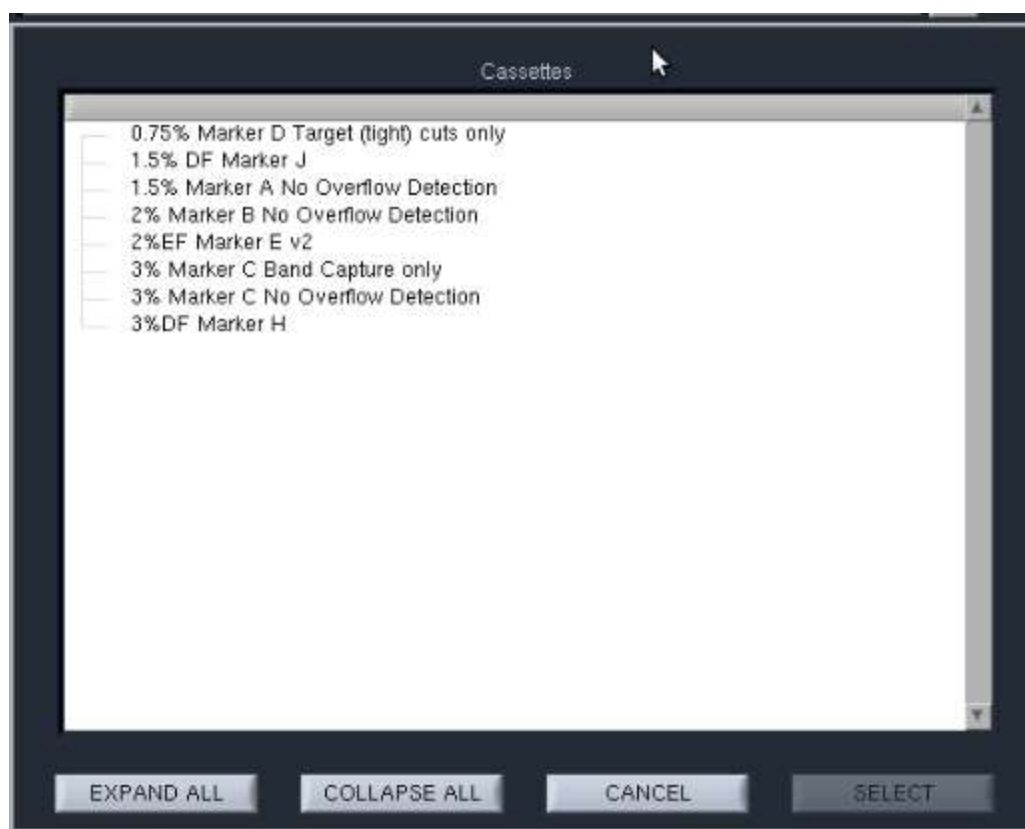 Cassettes
0.75% Marker D Target (tight) cuts only
1.5% DF Marker J
1.5% Marker A No Overflow Detection
2% Marker B No Overflow Detection
2%EF Marker E v2
3% Marker C Band Capture only
3% Marker C No Overflow Detection
3%DF Marker H
EXPAND ALL COLLAPSE ALL CANCEL SELECT